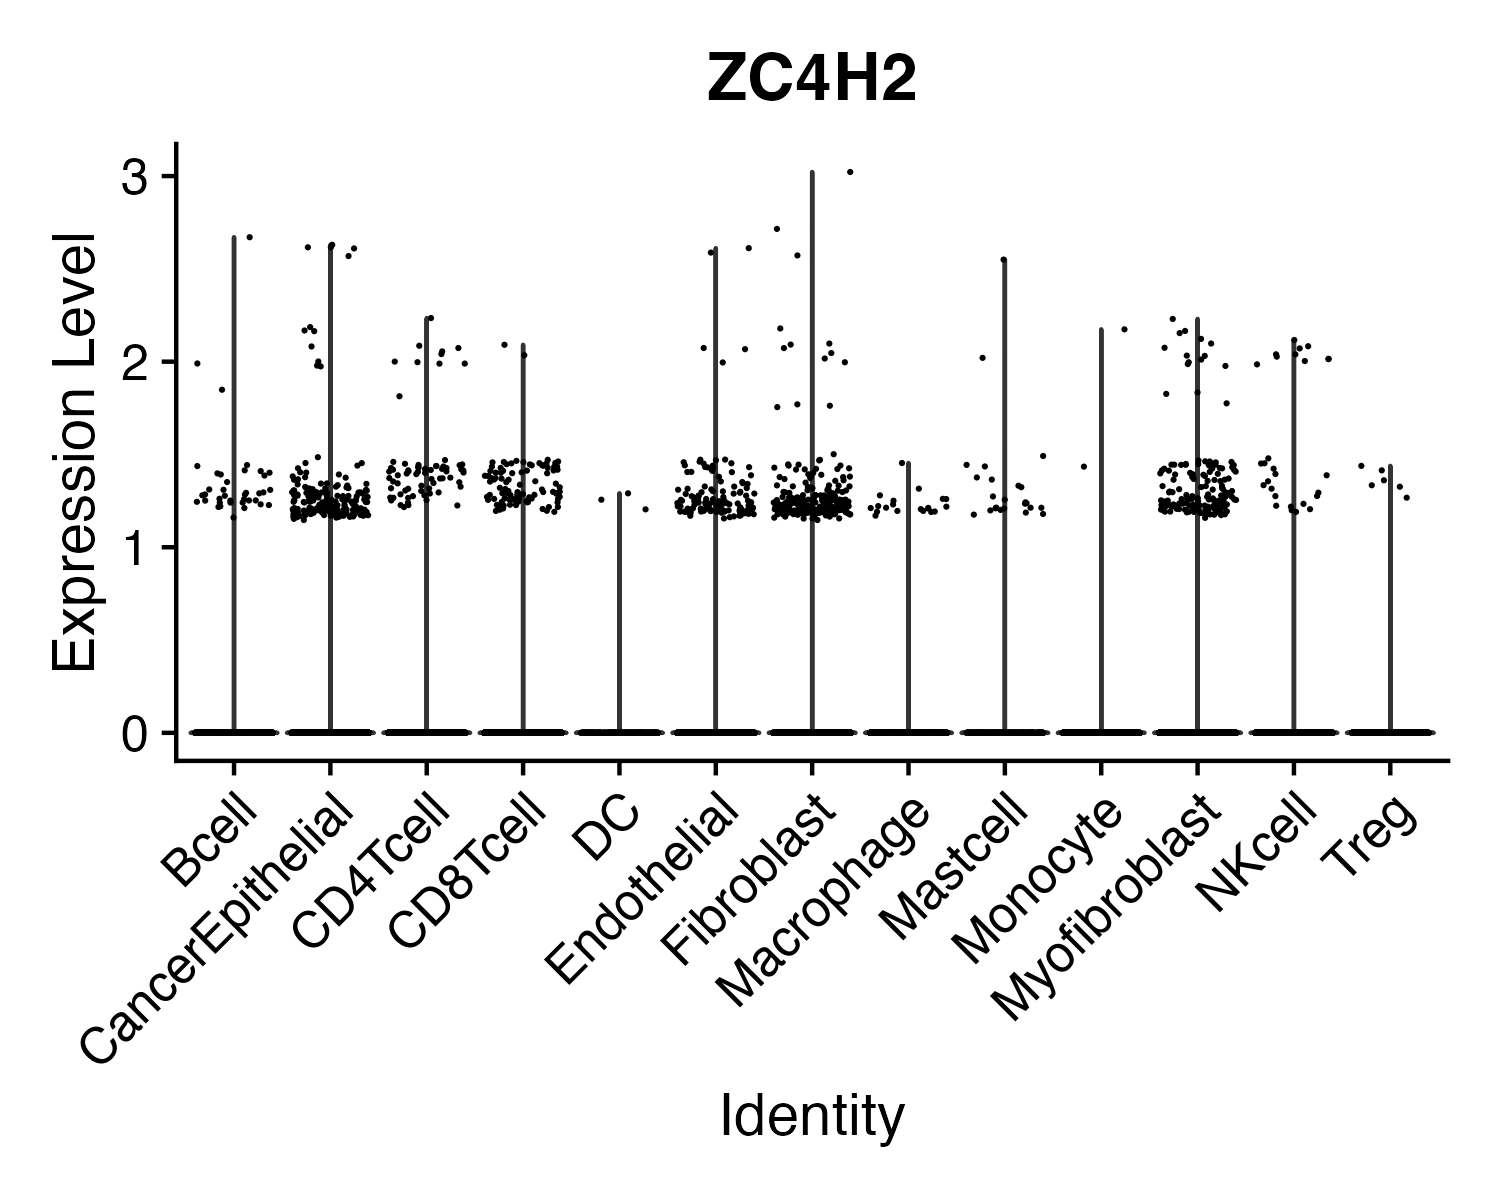 ZC4H2
Expression Level
3
2
1
0
Bcell
CancerEpithelial
CD4Tcell
CD8Tcell
DC
Endothelial
Fibroblast
Macrophage
Mastcell
Monocyte
Myofibroblast
NKcell
Treg
Identity